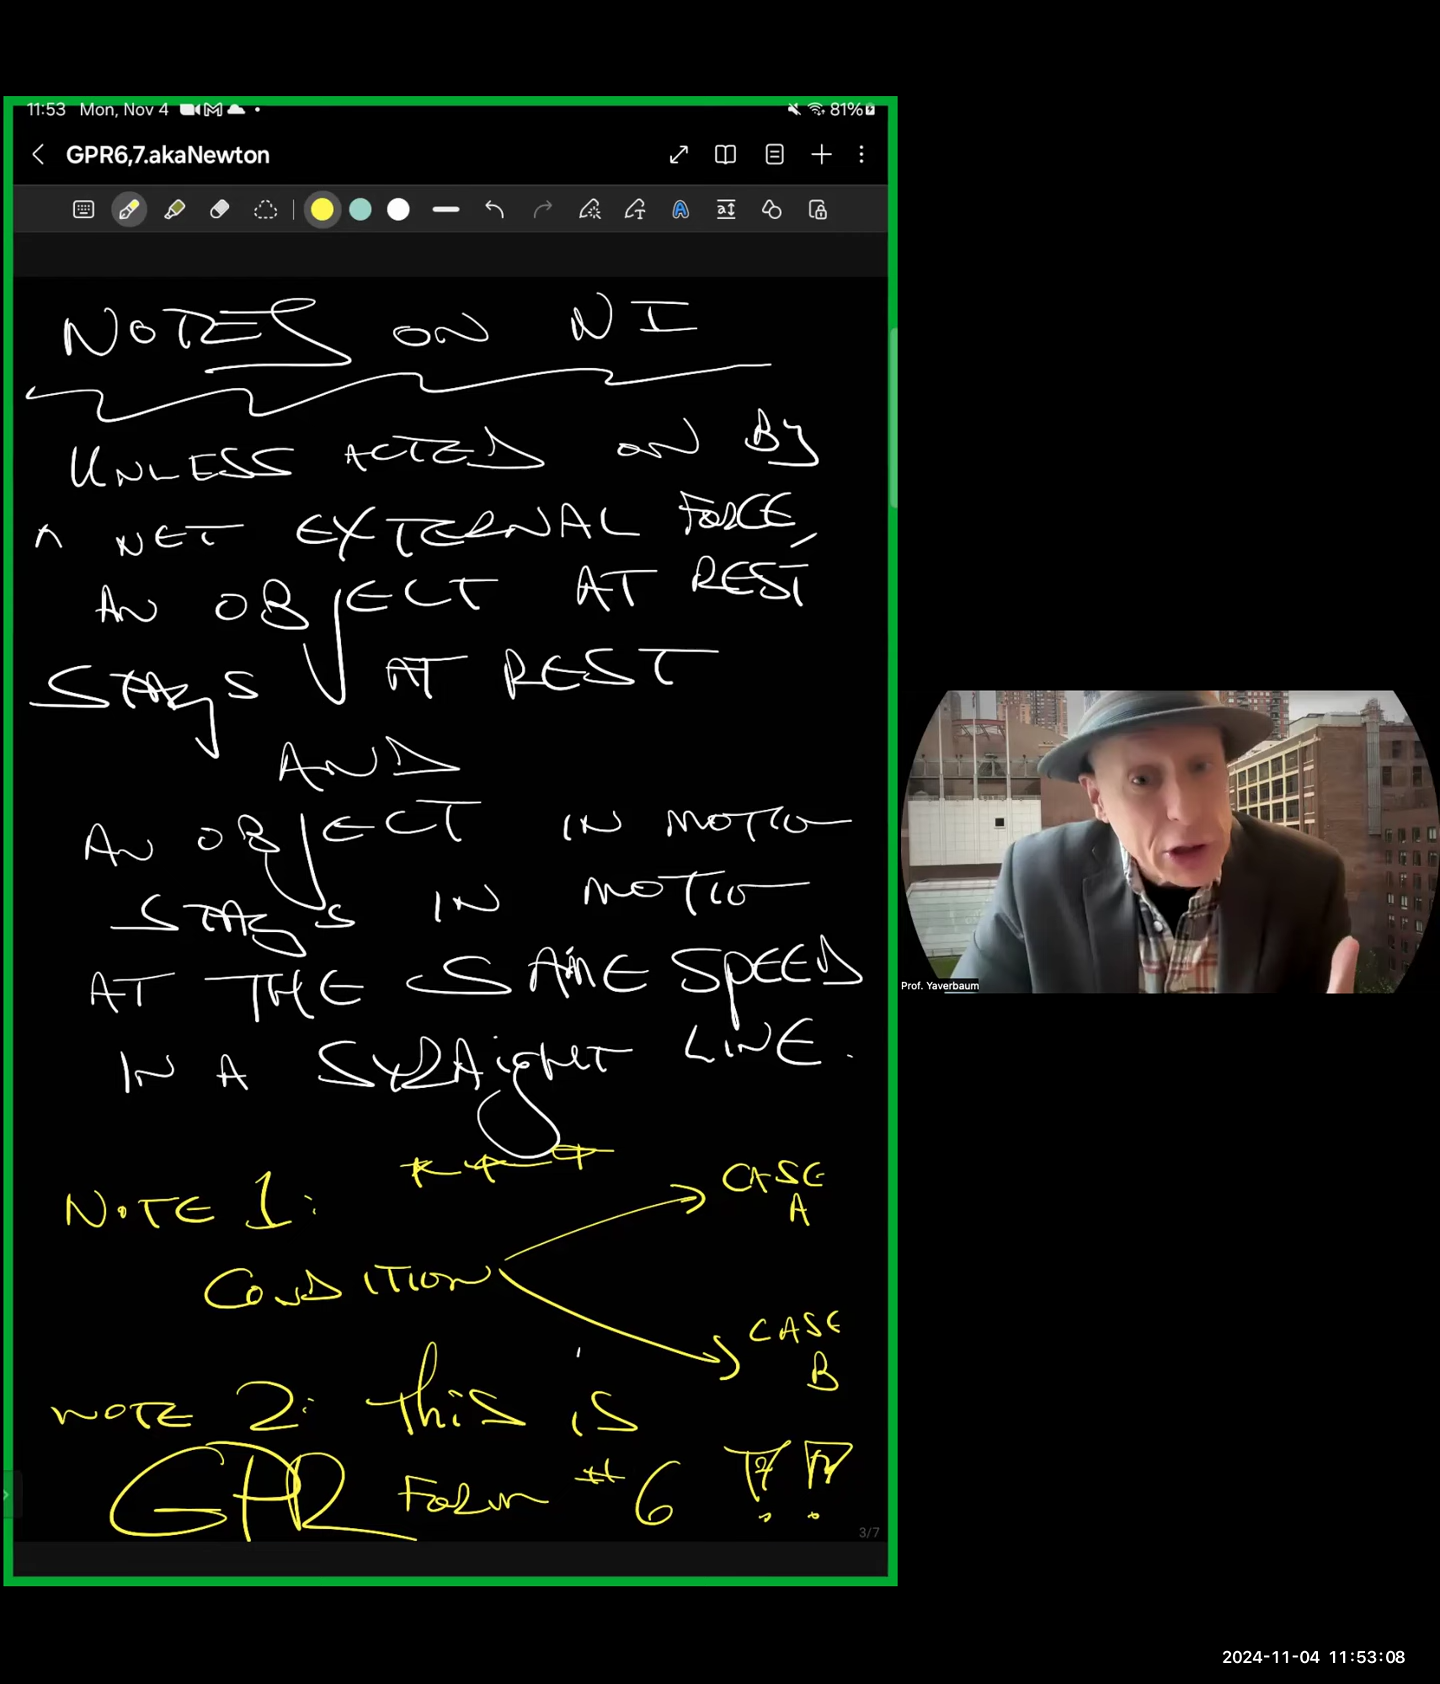 11:53 Mon, Nov 4
81%
GPR6,7.akaNewton
NOTES ON NI
UNLESS ACTED ON BY
A NET EXTERNAL FORCE,
AN OBJECT AT REST
STAYS AT REST
AND
AN OBJECT IN MOTION
STAYS IN MOTION
AT THE SAME SPEED
IN A STRAIGHT LINE.
NOTE 1:
CASE
A
CONDITION
CASE
B
NOTE 2: this is
GPR FORM #6 !!
3/7
Prof. Yaverbaum
2024-11-04 11:53:08